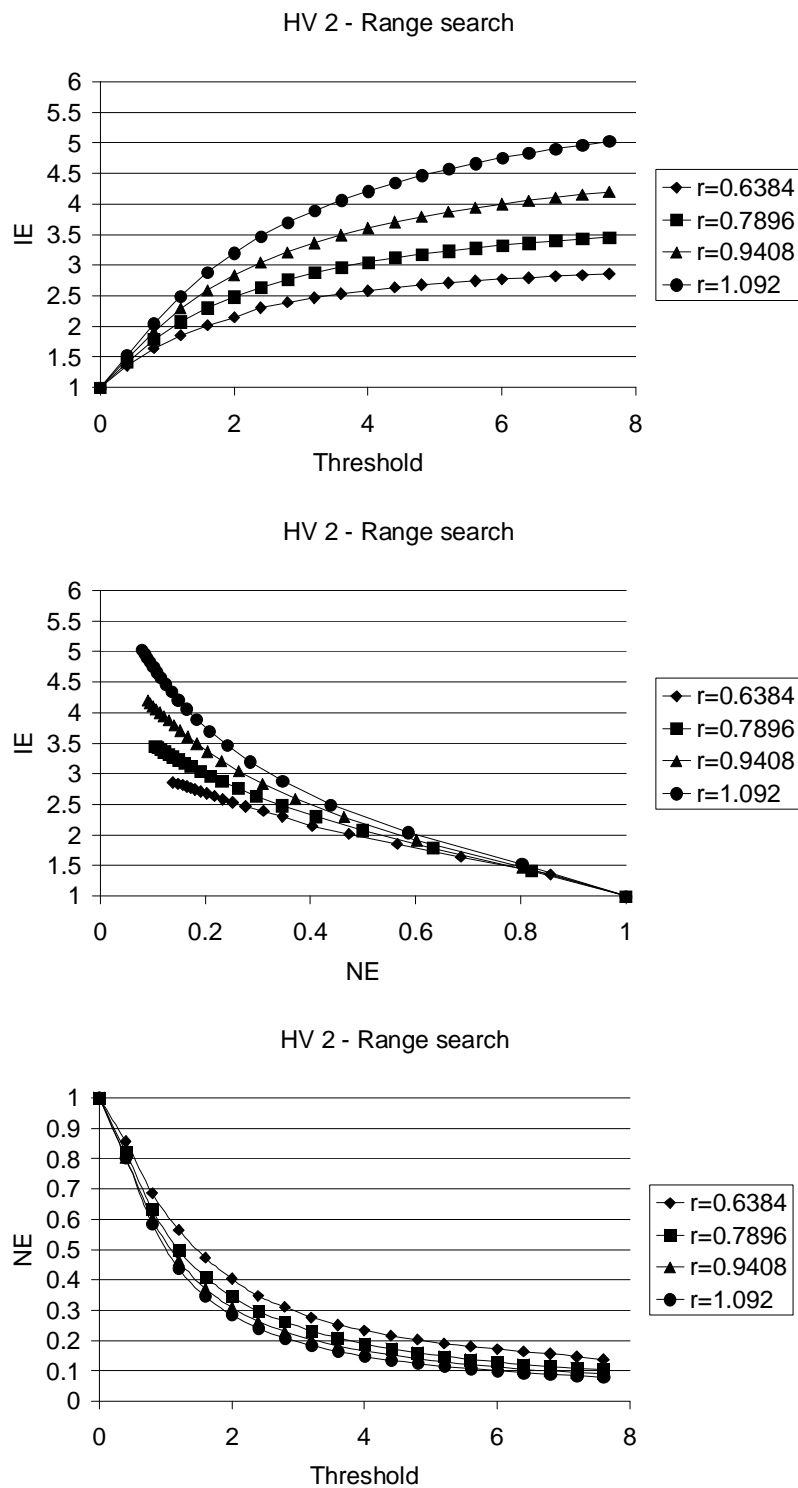 HV 2 - Range search
6
5.5
5
4.5
4
3.5
3
2.5
2
1.5
1
IE
0 2 4 6 8
Threshold
r=0.6384
r=0.7896
r=0.9408
r=1.092
HV 2 - Range search
6
5.5
5
4.5
4
3.5
3
2.5
2
1.5
1
IE
0 0.2 0.4 0.6 0.8 1
NE
r=0.6384
r=0.7896
r=0.9408
r=1.092
HV 2 - Range search
1
0.9
0.8
0.7
0.6
0.5
0.4
0.3
0.2
0.1
0
NE
0 2 4 6 8
Threshold
r=0.6384
r=0.7896
r=0.9408
r=1.092